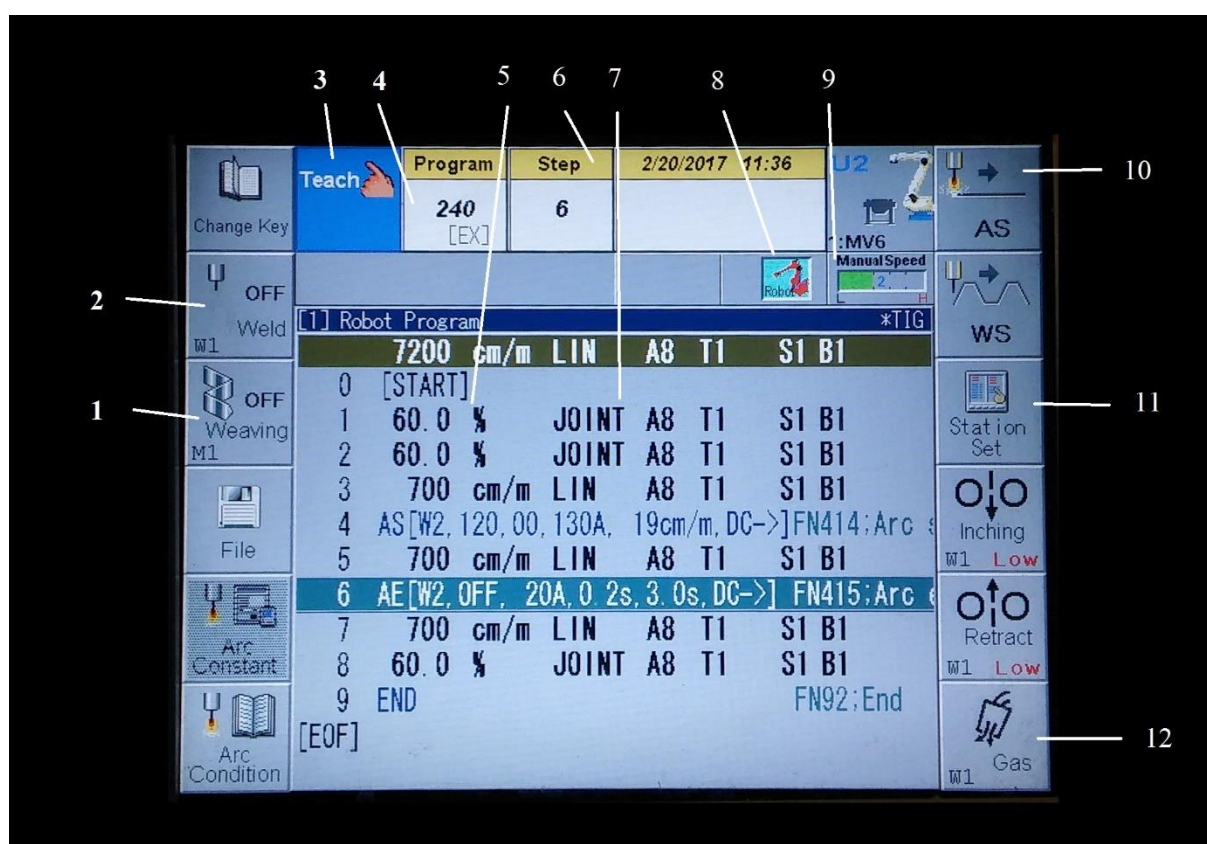 3 4 5 6 7 8 9
Change Key
Teach
Program
240
[EX]
Step
6
2/20/2017 11:36
U2
1:MV6
AS
10
2
OFF
Weld
W1
Robot
Manual Speed
2
L H
WS
[1] Robot Program *TIG
7200 cm/m LIN A8 T1 S1 B1
0 [START]
1 60.0 % JOINT A8 T1 S1 B1
2 60.0 % JOINT A8 T1 S1 B1
3 700 cm/m LIN A8 T1 S1 B1
4 AS[W2,120,00,130A, 19cm/m,DC->]FN414;Arc s
5 700 cm/m LIN A8 T1 S1 B1
6 AE[W2,OFF, 20A,0.2s,3.0s,DC->] FN415;Arc e
7 700 cm/m LIN A8 T1 S1 B1
8 60.0 % JOINT A8 T1 S1 B1
9 END FN92;End
[EOF]
1
OFF
Weaving
M1
File
Arc
Constant
Arc
Condition
11
Station
Set
Inching
W1 Low
Retract
W1 Low
12
Gas
W1